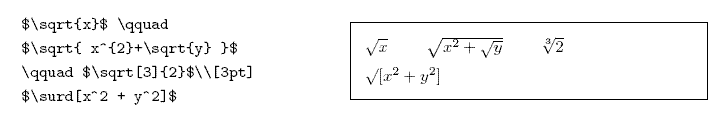 $\sqrt{x}$ \qquad
$\sqrt{ x^{2}+\sqrt{y} }$
\qquad $\sqrt[3]{2}$\\[3pt]
$\surd[x^2 + y^2]$
√x √(x² + √y) ∛2
√[x² + y²]